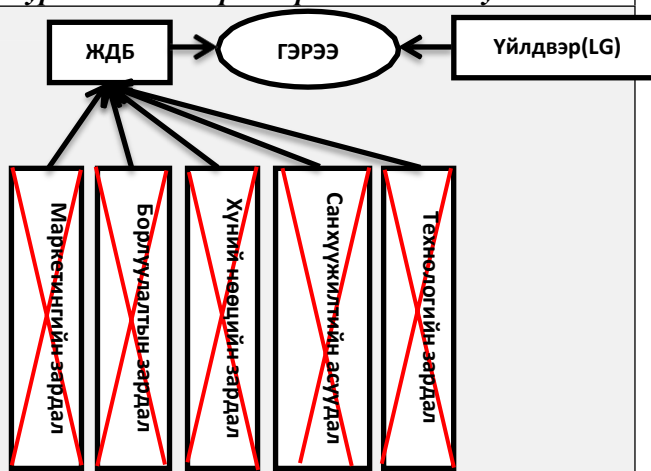 ЖДБ
ГЭРЭЭ
Үйлдвэр(LG)
Маркетингийн зардал
Борлуулалтын зардал
Хүний нөөцийн зардал
Санхүүжилтийн асуудал
Технологийн зардал